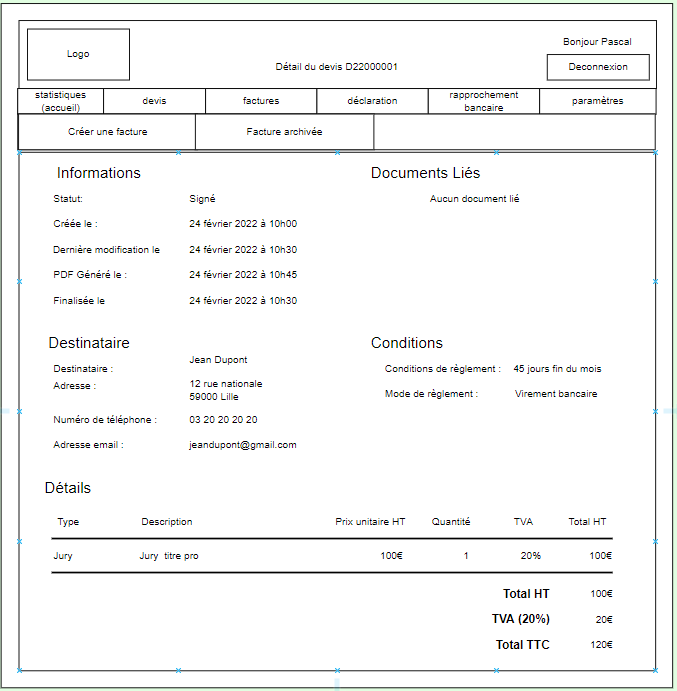 Logo
Bonjour Pascal
Détail du devis D22000001
Deconnexion
statistiques
(accueil)
devis
factures
déclaration
rapprochement
bancaire
paramètres
Créer une facture
Facture archivée
Informations
Documents Liés
Statut: Signé
Aucun document lié
Créée le : 24 février 2022 à 10h00
Dernière modification le 24 février 2022 à 10h30
PDF Généré le : 24 février 2022 à 10h45
Finalisée le 24 février 2022 à 10h30
Destinataire
Conditions
Destinataire : Jean Dupont
Conditions de règlement : 45 jours fin du mois
Adresse : 12 rue nationale
59000 Lille
Mode de règlement : Virement bancaire
Numéro de téléphone : 03 20 20 20 20
Adresse email : jeandupont@gmail.com
Détails
Type Description Prix unitaire HT Quantité TVA Total HT
Jury Jury titre pro 100€ 1 20% 100€
Total HT 100€
TVA (20%) 20€
Total TTC 120€